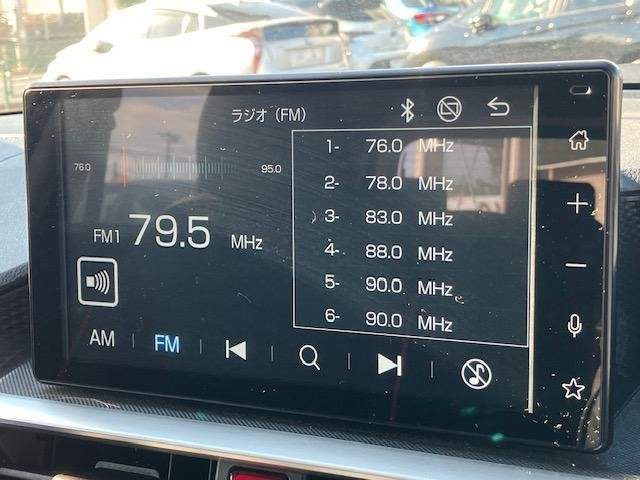 ラジオ（FM）
76.0 95.0
FM1 79.5 MHz
1- 76.0 MHz
2- 78.0 MHz
3- 83.0 MHz
4- 88.0 MHz
5- 90.0 MHz
6- 90.0 MHz
AM FM